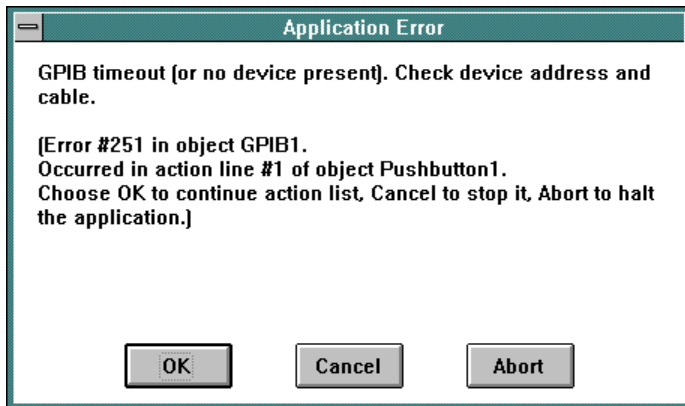 Application Error
GPIB timeout (or no device present). Check device address and
cable.
(Error #251 in object GPIB1.
Occurred in action line #1 of object Pushbutton1.
Choose OK to continue action list, Cancel to stop it, Abort to halt
the application.)
OK
Cancel
Abort